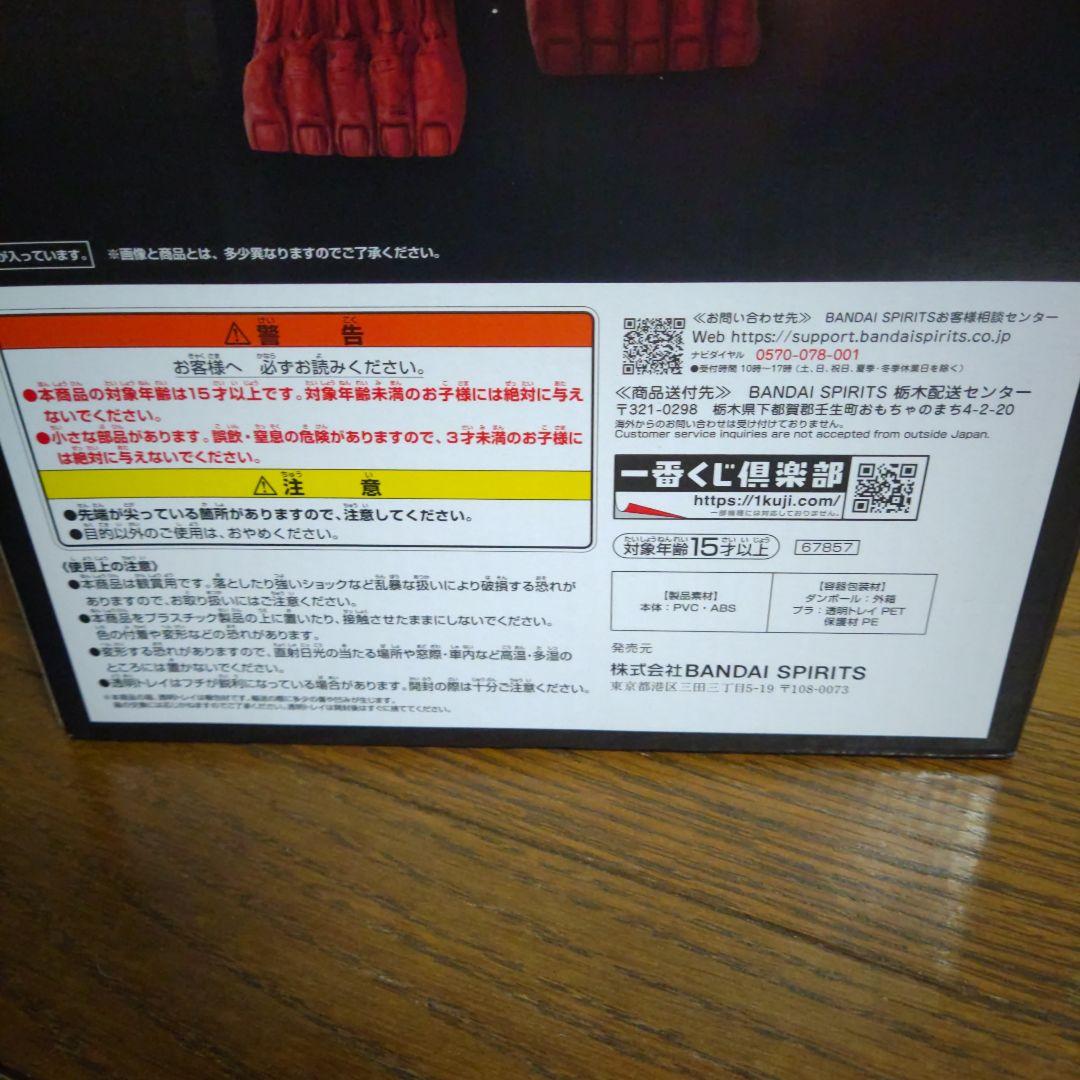 が入っています。
※画像と商品とは、多少異なりますのでご了承ください。
警告
お客様へ 必ずお読みください。
●本商品の対象年齢は15才以上です。対象年齢未満のお子様には絶対に与え
ないでください。
●小さな部品があります。誤飲・窒息の危険がありますので、3才未満のお子様に
は絶対に与えないでください。
注意
●先端が尖っている箇所がありますので、注意してください。
●目的以外のご使用は、おやめください。
《使用上の注意》
●本商品は観賞用です。落としたり強いショックなど乱暴な扱いにより破損する恐れが
ありますので、お取り扱いにはご注意ください。
●本商品をプラスチック製品の上に置いたり、接触させたままにしないでください。
色の付着や変形などの恐れがあります。
●変形する恐れがありますので、直射日光の当たる場所や窓際・車内など高温・多湿の
ところには置かないでください。
●透明トレイはフチが鋭利になっている場合があります。開封の際は十分ご注意ください。
≪お問い合わせ先≫ BANDAI SPIRITSお客様相談センター
Web https://support.bandaispirits.co.jp
ナビダイヤル 0570-078-001
●受付時間 10時~17時(土、日、祝日、夏季・冬季休業日を除く)
≪商品送付先≫ BANDAI SPIRITS 栃木配送センター
〒321-0298 栃木県下都賀郡壬生町おもちゃのまち4-2-20
海外からのお問い合わせは受け付けておりません。
Customer service inquiries are not accepted from outside Japan.
一番くじ倶楽部
https://1kuji.com/
一部機種には対応しておりません。
対象年齢15才以上
67857
【製品素材】
本体:PVC・ABS
【容器包装材】
ダンボール:外箱
プラ:透明トレイ PET
保護材 PE
発売元
株式会社BANDAI SPIRITS
東京都港区三田三丁目5-19 〒108-0073